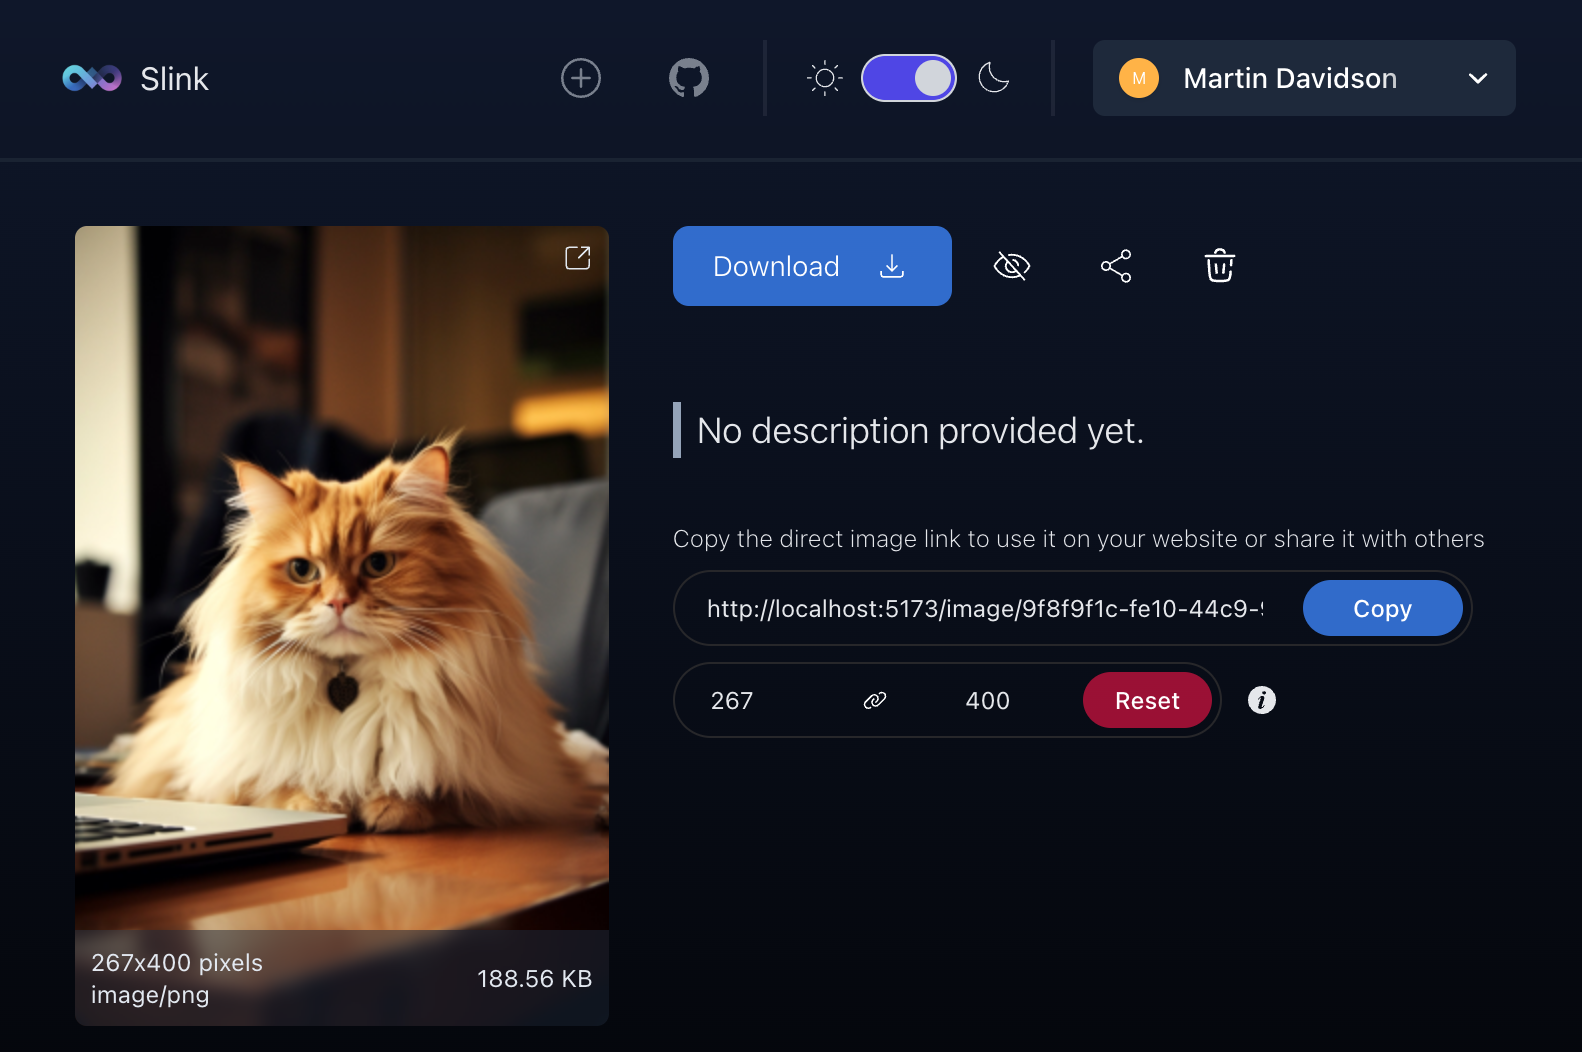 Slink
M
Martin Davidson
Download
No description provided yet.
Copy the direct image link to use it on your website or share it with others
http://localhost:5173/image/9f8f9f1c-fe10-44c9-
Copy
267
400
Reset
i
267x400 pixels
image/png
188.56 KB